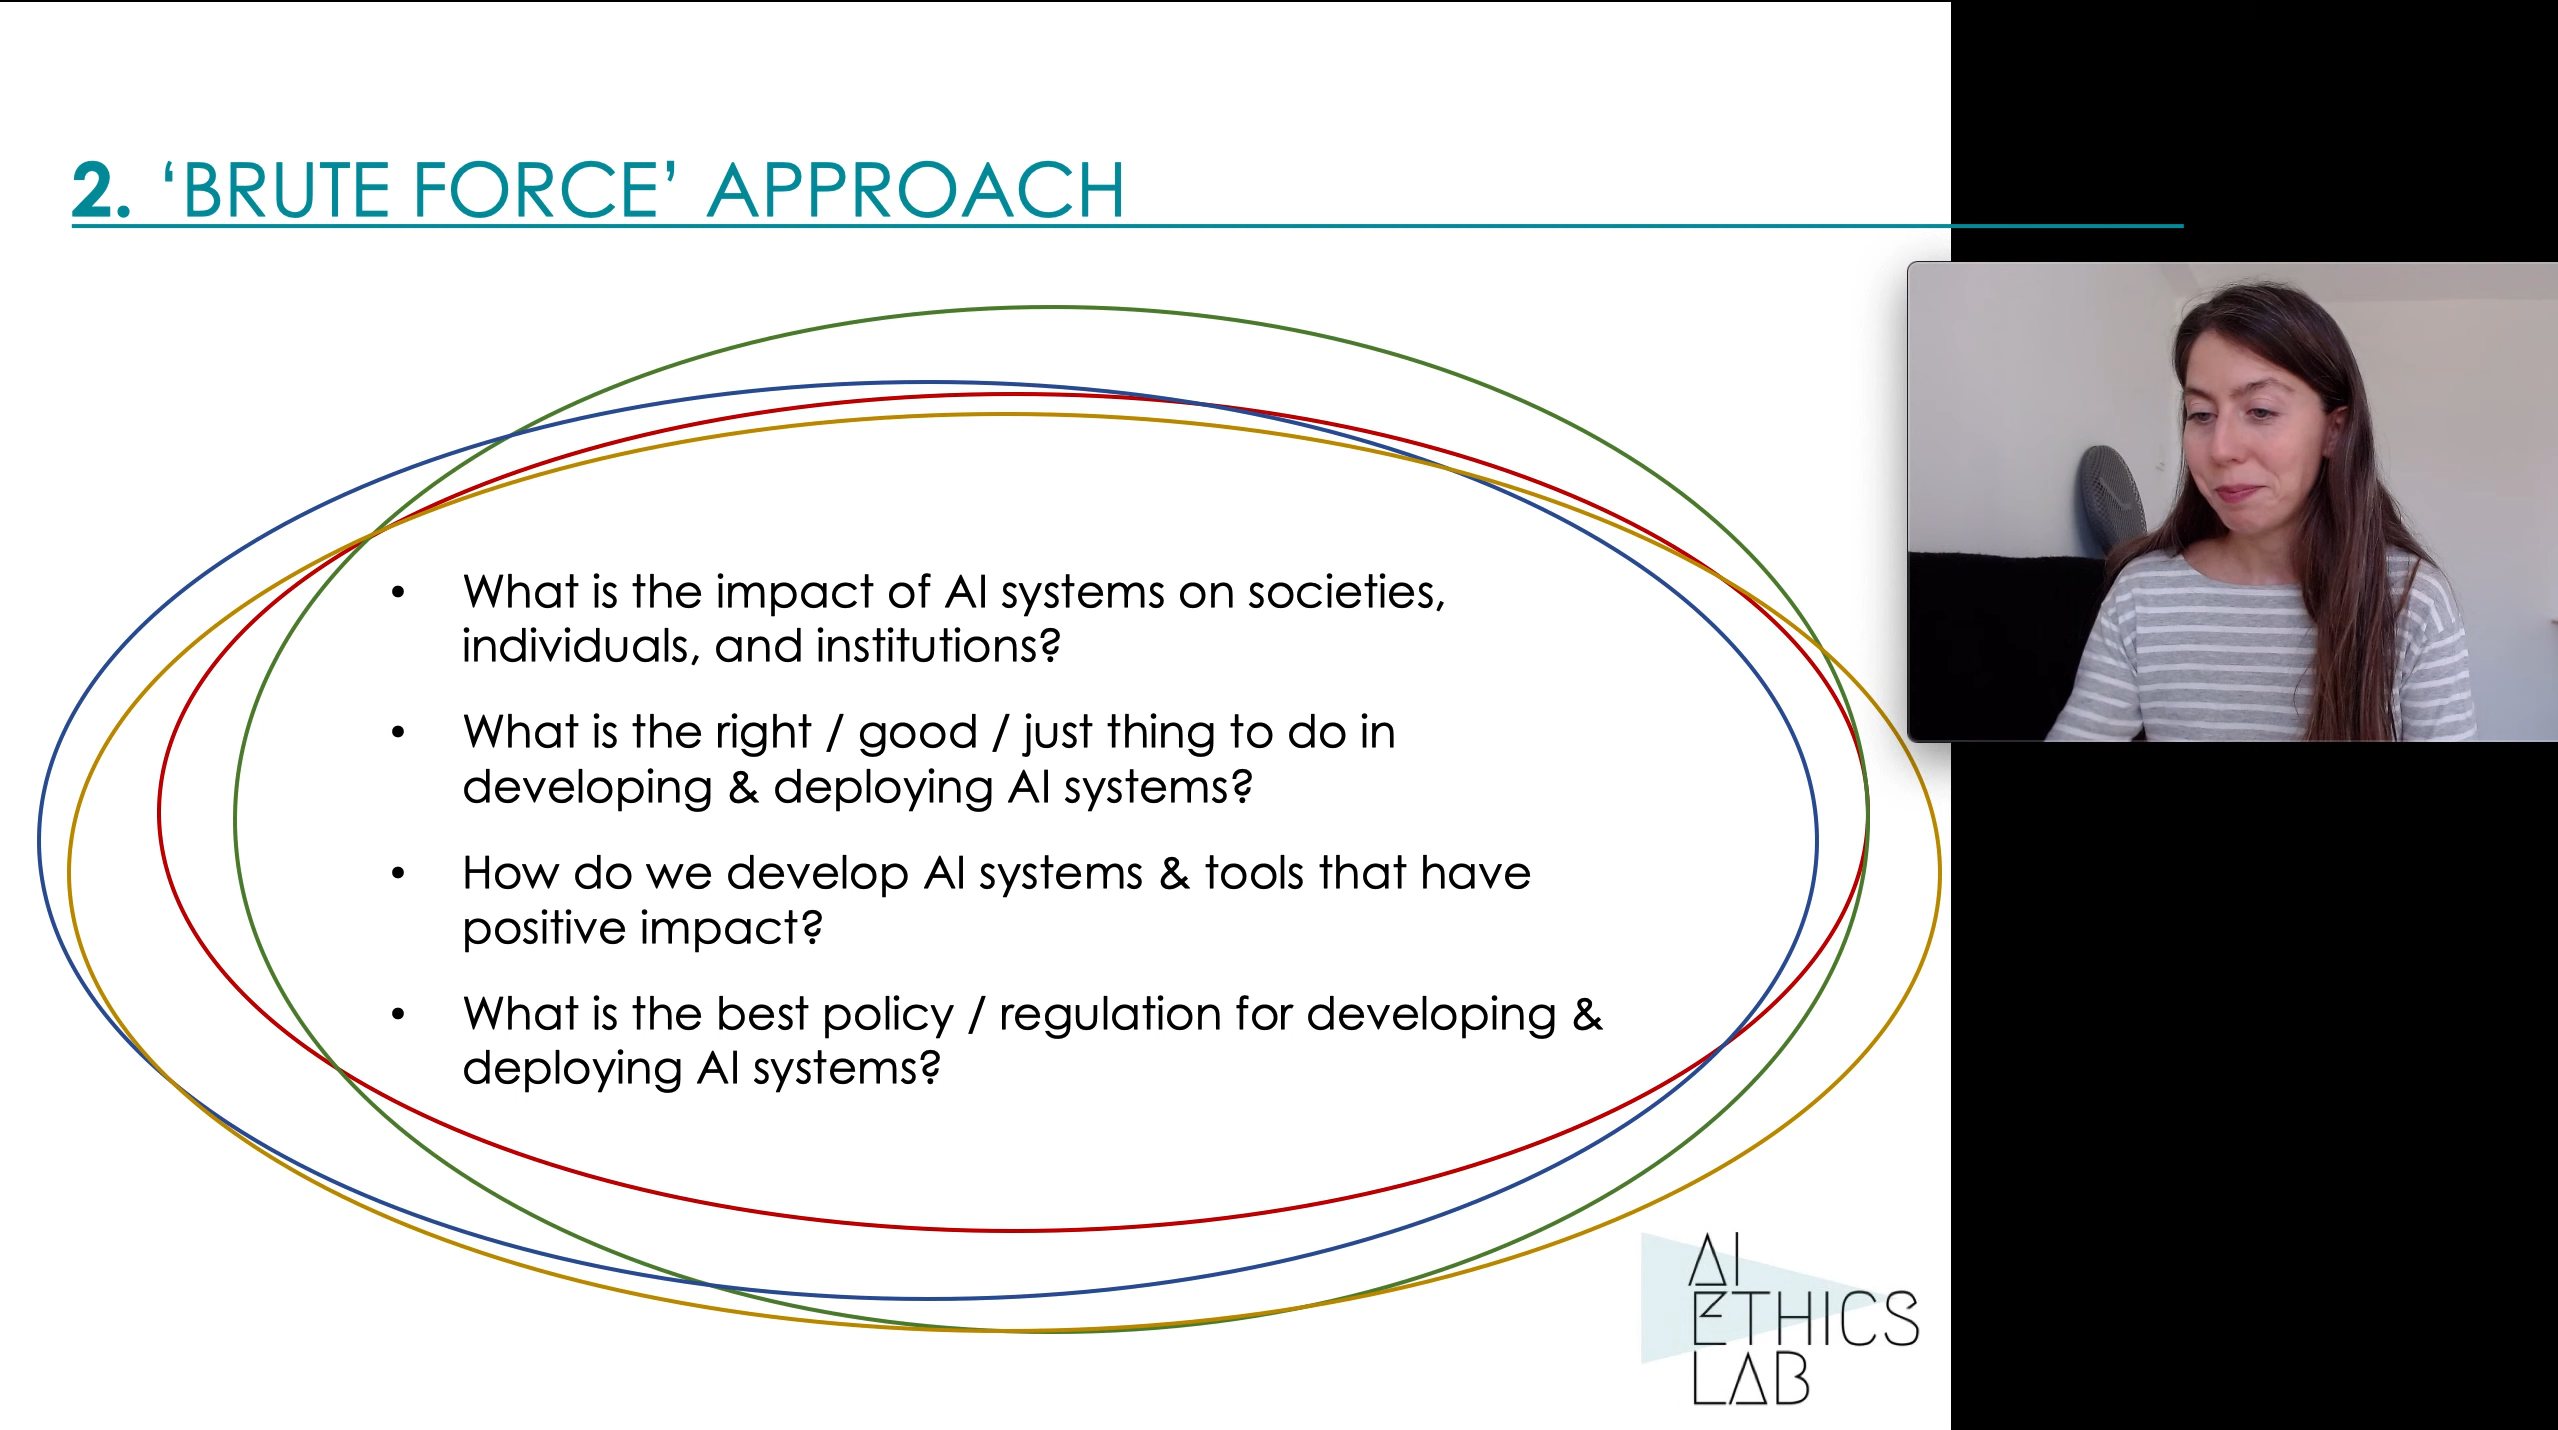 2. ‘BRUTE FORCE’ APPROACH
• What is the impact of AI systems on societies,
individuals, and institutions?
• What is the right / good / just thing to do in
developing & deploying AI systems?
• How do we develop AI systems & tools that have
positive impact?
• What is the best policy / regulation for developing &
deploying AI systems?
AI
ETHICS
LAB